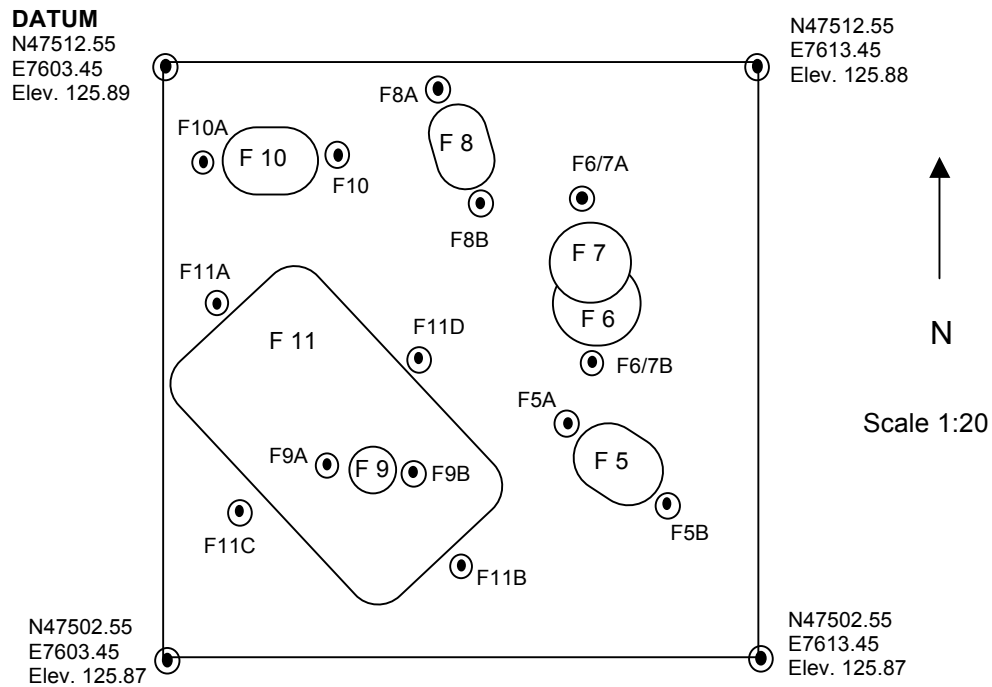 DATUM
N47512.55
E7603.45
Elev. 125.89
N47512.55
E7613.45
Elev. 125.88
F8A
F10A
F 10
F 8
F10
F6/7A
F8B
F 7
F11A
F 6
F 11
F11D
N
F6/7B
F5A
Scale 1:20
F9A
F 9
F9B
F 5
F5B
F11C
F11B
N47502.55
E7603.45
Elev. 125.87
N47502.55
E7613.45
Elev. 125.87